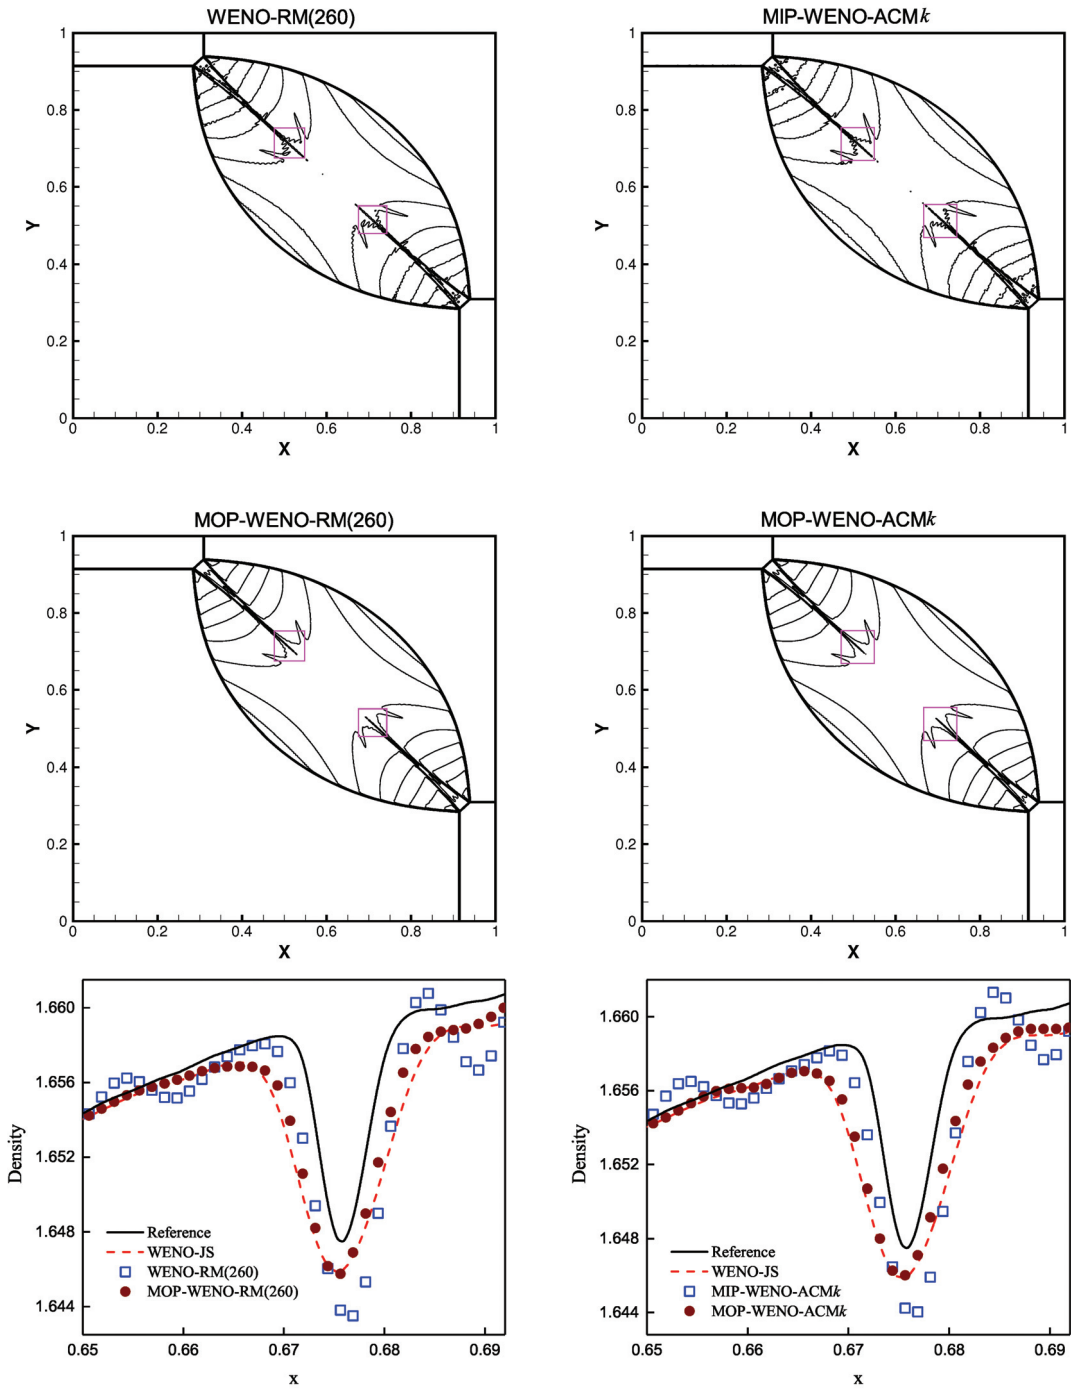 WENO-RM(260)
MIP-WENO-ACMk
1
0.8
0.6
0.4
0.2
0
Y
0
0.2
0.4
0.6
0.8
1
X
1
0.8
0.6
0.4
0.2
0
Y
0
0.2
0.4
0.6
0.8
1
X
MOP-WENO-RM(260)
MOP-WENO-ACMk
1
0.8
0.6
0.4
0.2
0
Y
0
0.2
0.4
0.6
0.8
1
X
1
0.8
0.6
0.4
0.2
0
Y
0
0.2
0.4
0.6
0.8
1
X
1.660
1.656
1.652
1.648
1.644
Density
Reference
WENO-JS
WENO-RM(260)
MOP-WENO-RM(260)
0.65
0.66
0.67
0.68
0.69
x
1.660
1.656
1.652
1.648
1.644
Density
Reference
WENO-JS
MIP-WENO-ACMk
MOP-WENO-ACMk
0.65
0.66
0.67
0.68
0.69
x